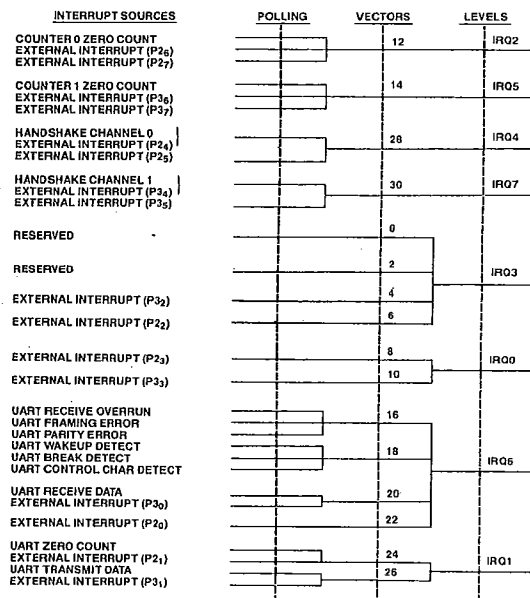 INTERRUPT SOURCES POLLING VECTORS LEVELS
COUNTER 0 ZERO COUNT
EXTERNAL INTERRUPT (P2₆) 12 IRQ2
EXTERNAL INTERRUPT (P2₇)
COUNTER 1 ZERO COUNT
EXTERNAL INTERRUPT (P3₆) 14 IRQ5
EXTERNAL INTERRUPT (P3₇)
HANDSHAKE CHANNEL 0
EXTERNAL INTERRUPT (P2₄) 28 IRQ4
EXTERNAL INTERRUPT (P2₅)
HANDSHAKE CHANNEL 1
EXTERNAL INTERRUPT (P3₄) 30 IRQ7
EXTERNAL INTERRUPT (P3₅)
RESERVED 0
RESERVED 2 IRQ3
EXTERNAL INTERRUPT (P3₂) 4
EXTERNAL INTERRUPT (P2₂) 6
EXTERNAL INTERRUPT (P2₃) 8 IRQ0
EXTERNAL INTERRUPT (P3₃) 10
UART RECEIVE OVERRUN 16
UART FRAMING ERROR
UART PARITY ERROR
UART WAKEUP DETECT
UART BREAK DETECT 18
UART CONTROL CHAR DETECT IRQ6
UART RECEIVE DATA 20
EXTERNAL INTERRUPT (P3₀)
EXTERNAL INTERRUPT (P2₀) 22
UART ZERO COUNT
EXTERNAL INTERRUPT (P2₁) 24 IRQ1
UART TRANSMIT DATA 26
EXTERNAL INTERRUPT (P3₁)